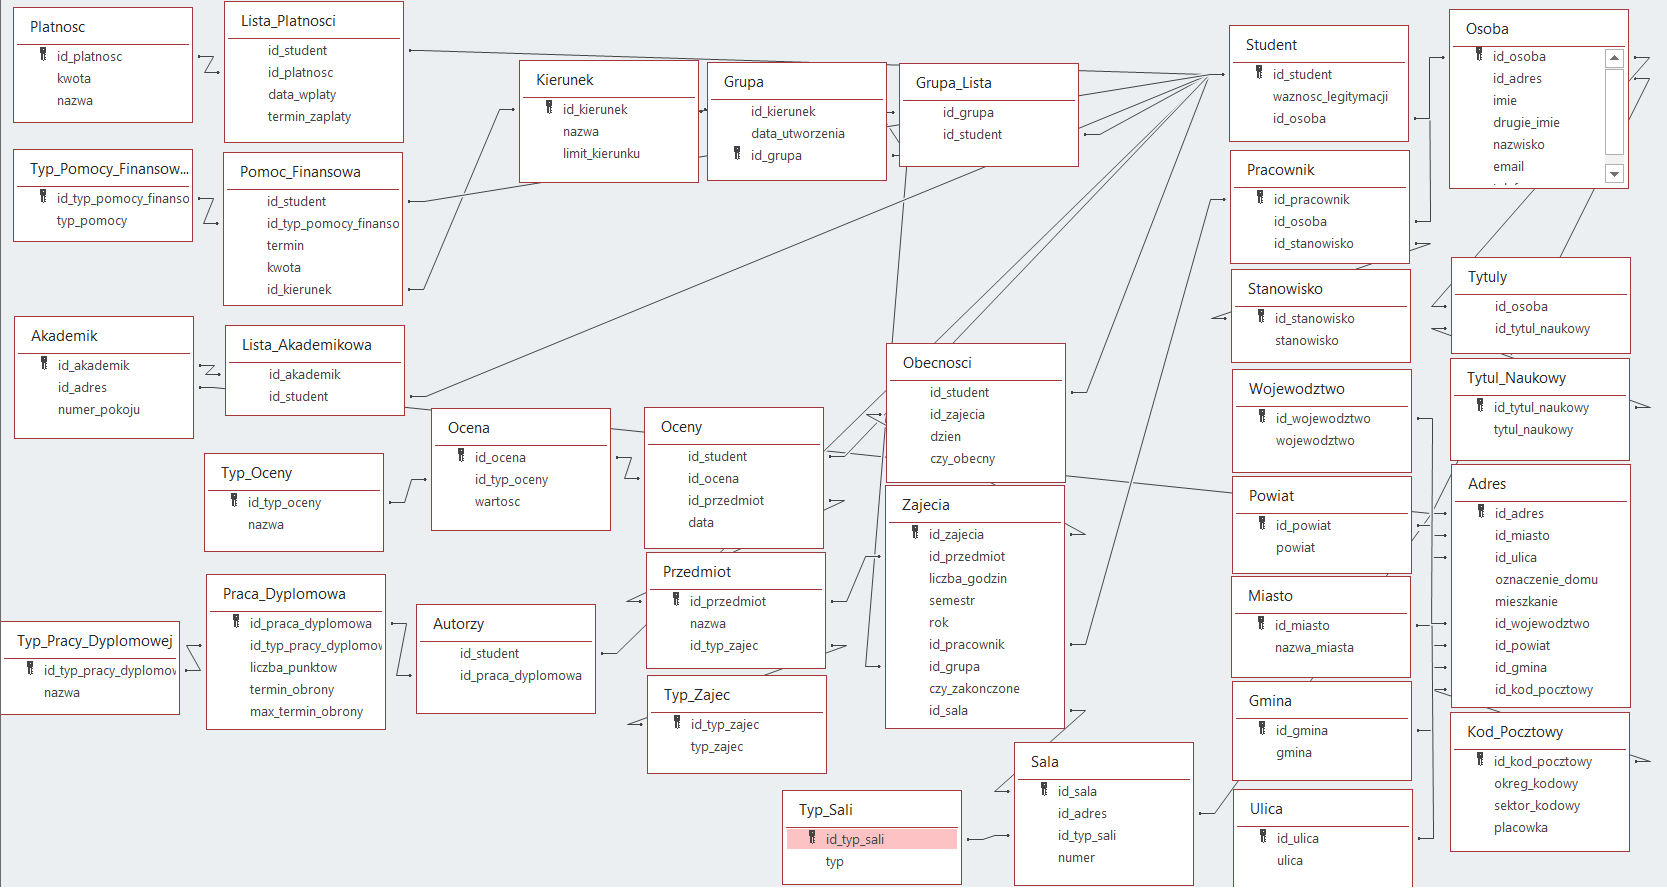 Platnosc
id_platnosc
kwota
nazwa
Lista_Platnosci
id_student
id_platnosc
data_wplaty
termin_zaplaty
Kierunek
id_kierunek
nazwa
limit_kierunku
Grupa
id_kierunek
data_utworzenia
id_grupa
Grupa_Lista
id_grupa
id_student
Student
id_student
waznosc_legitymacji
id_osoba
Osoba
id_osoba
id_adres
imie
drugie_imie
nazwisko
email
Typ_Pomocy_Finansow...
id_typ_pomocy_finanso
typ_pomocy
Pomoc_Finansowa
id_student
id_typ_pomocy_finanso
termin
kwota
id_kierunek
Pracownik
id_pracownik
id_osoba
id_stanowisko
Stanowisko
id_stanowisko
stanowisko
Tytuly
id_osoba
id_tytul_naukowy
Akademik
id_akademik
id_adres
numer_pokoju
Lista_Akademikowa
id_akademik
id_student
Obecnosci
id_student
id_zajecia
dzien
czy_obecny
Wojewodztwo
id_wojewodztwo
wojewodztwo
Tytul_Naukowy
id_tytul_naukowy
tytul_naukowy
Typ_Oceny
id_typ_oceny
nazwa
Ocena
id_ocena
id_typ_oceny
wartosc
Oceny
id_student
id_ocena
id_przedmiot
data
Zajecia
id_zajecia
id_przedmiot
liczba_godzin
semestr
rok
id_pracownik
id_grupa
czy_zakonczone
id_sala
Powiat
id_powiat
powiat
Adres
id_adres
id_miasto
id_ulica
oznaczenie_domu
mieszkanie
id_wojewodztwo
id_powiat
id_gmina
id_kod_pocztowy
Typ_Pracy_Dyplomowej
id_typ_pracy_dyplomov
nazwa
Praca_Dyplomowa
id_praca_dyplomowa
id_typ_pracy_dyplomov
liczba_punktow
termin_obrony
max_termin_obrony
Autorzy
id_student
id_praca_dyplomowa
Przedmiot
id_przedmiot
nazwa
id_typ_zajec
Typ_Zajec
id_typ_zajec
typ_zajec
Miasto
id_miasto
nazwa_miasta
Gmina
id_gmina
gmina
Kod_Pocztowy
id_kod_pocztowy
okreg_kodowy
sektor_kodowy
placowka
Typ_Sali
id_typ_sali
typ
Sala
id_sala
id_adres
id_typ_sali
numer
Ulica
id_ulica
ulica